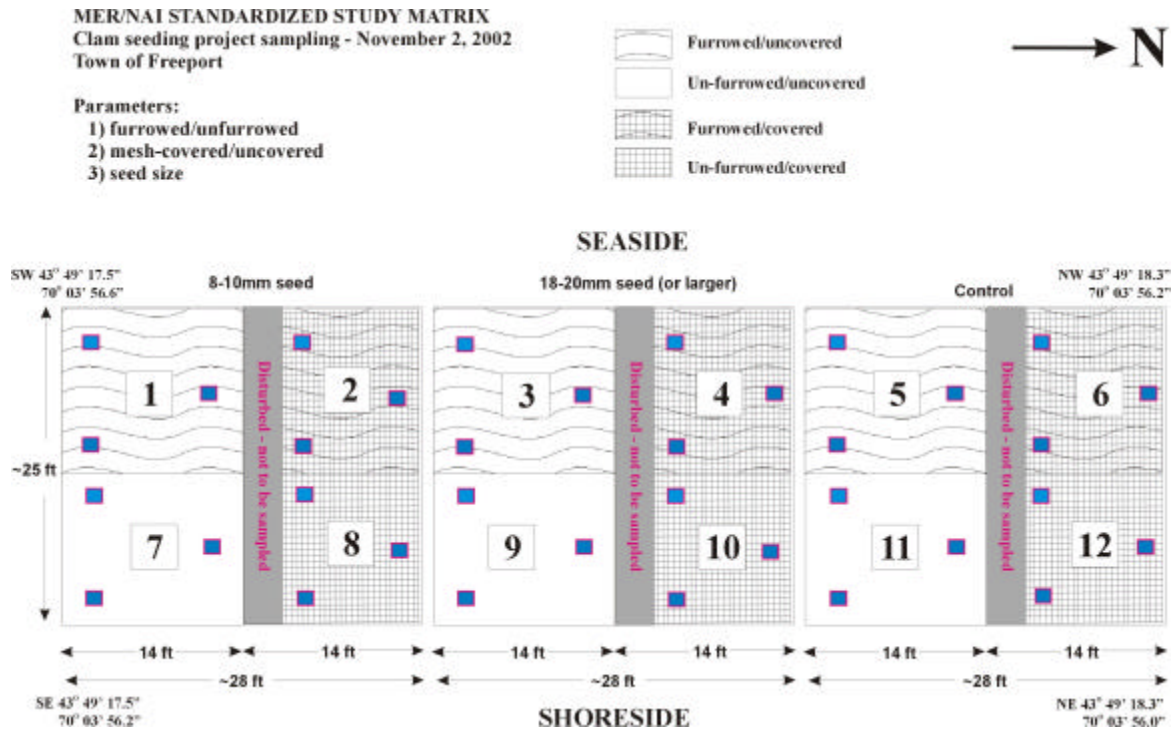 MER/NAI STANDARDIZED STUDY MATRIX
Clam seeding project sampling - November 2, 2002
Town of Freeport
Parameters:
1) furrowed/unfurrowed
2) mesh-covered/uncovered
3) seed size
Furrowed/uncovered
Un-furrowed/uncovered
Furrowed/covered
Un-furrowed/covered
N
SEASIDE
SW 43° 49' 17.5"
70° 03' 56.6"
8-10mm seed
18-20mm seed (or larger)
Control
NW 43° 49' 18.3"
70° 03' 56.2"
1
Disturbed - not to be sampled
2
3
Disturbed - not to be sampled
4
5
Disturbed - not to be sampled
6
~25 ft
7
8
9
10
11
12
14 ft
14 ft
14 ft
14 ft
14 ft
14 ft
~28 ft
~28 ft
~28 ft
SE 43° 49' 17.5"
70° 03' 56.2"
SHORESIDE
NE 43° 49' 18.3"
70° 03' 56.0"